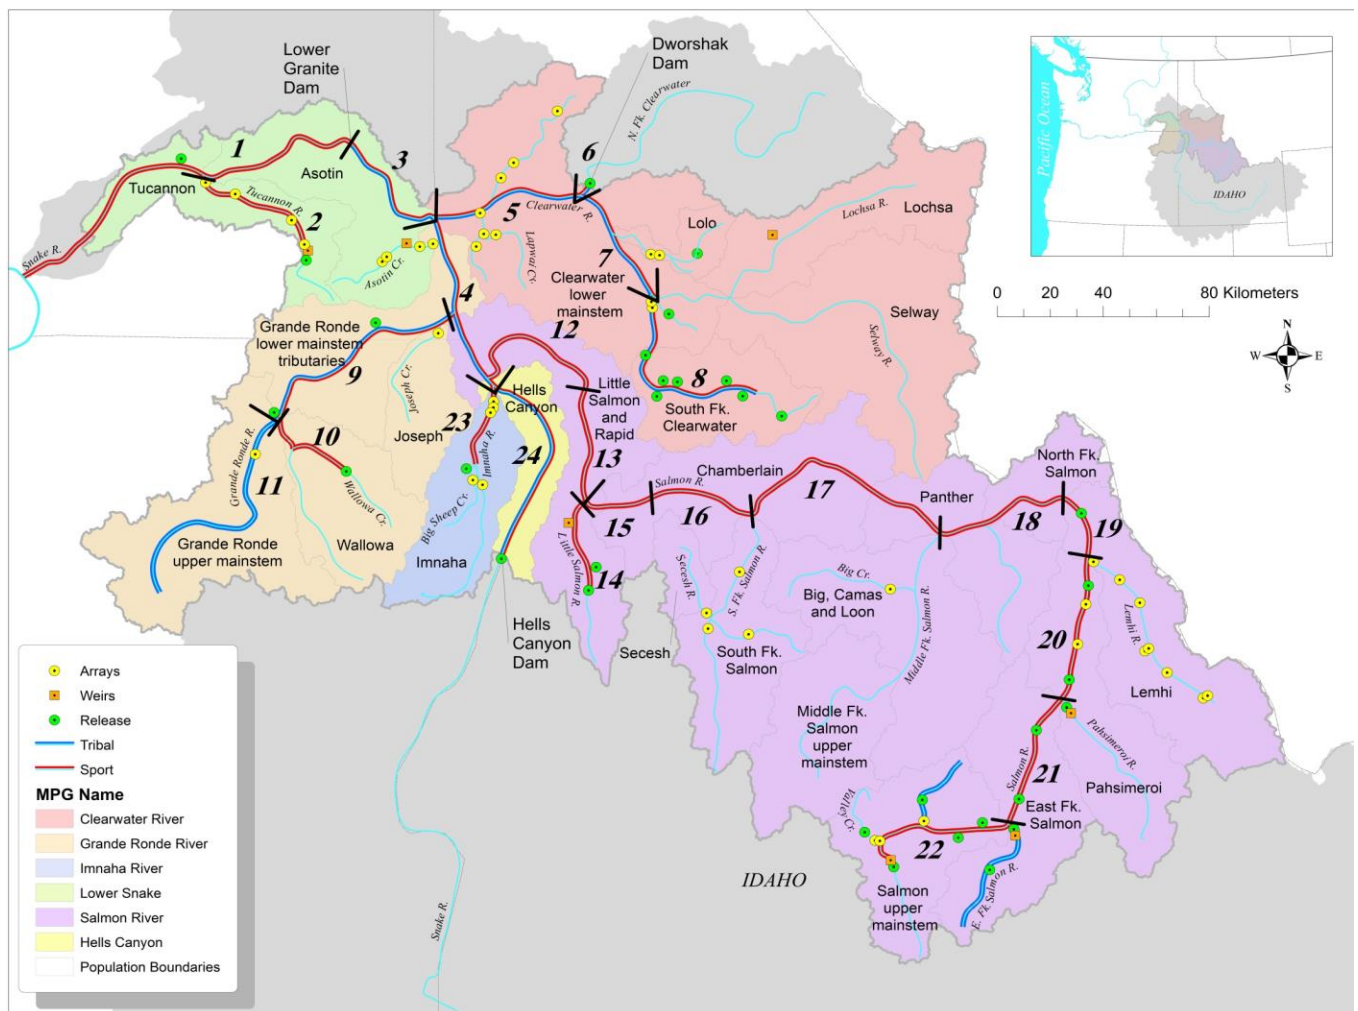 Lower
Granite
Dam
Dworshak
Dam
N. Fk. Clearwater
Pacific Ocean
IDAHO
1
3
6
Asotin
Tucannon
Tucannon R.
2
Snake R.
Asotin Cr.
5
Clearwater R.
Lapwai Cr.
Lolo
Lochsa R.
Lochsa
7
Clearwater
lower
mainstem
Selway
Selway R.
0 20 40 80 Kilometers
N
W E
S
4
12
Grande Ronde
lower mainstem
tributaries
9
Joseph Cr.
Joseph
Hells
Canyon
Little
Salmon
and
Rapid
8
South Fk.
Clearwater
23
24
10
Grande Ronde R.
11
Wallowa Cr.
Wallowa
Imnaha R.
Big Sheep Cr.
Imnaha
Grande Ronde
upper mainstem
13
Chamberlain
Salmon R.
15
16
17
Panther
North Fk.
Salmon
18
19
14
Little Salmon R.
Hells
Canyon
Dam
Secesh
Secesh R.
S. Fk. Salmon R.
South Fk.
Salmon
Big Cr.
Big, Camas
and Loon
Middle Fk. Salmon R.
Middle Fk.
Salmon
upper
mainstem
Lemhi R.
20
Lemhi
Pahsimeroi R.
Pahsimeroi
Salmon R.
21
East Fk.
Salmon
Valley Cr.
22
E. Fk. Salmon R.
Salmon
upper
mainstem
IDAHO
Snake R.
Arrays
Weirs
Release
Tribal
Sport
MPG Name
Clearwater River
Grande Ronde River
Imnaha River
Lower Snake
Salmon River
Hells Canyon
Population Boundaries